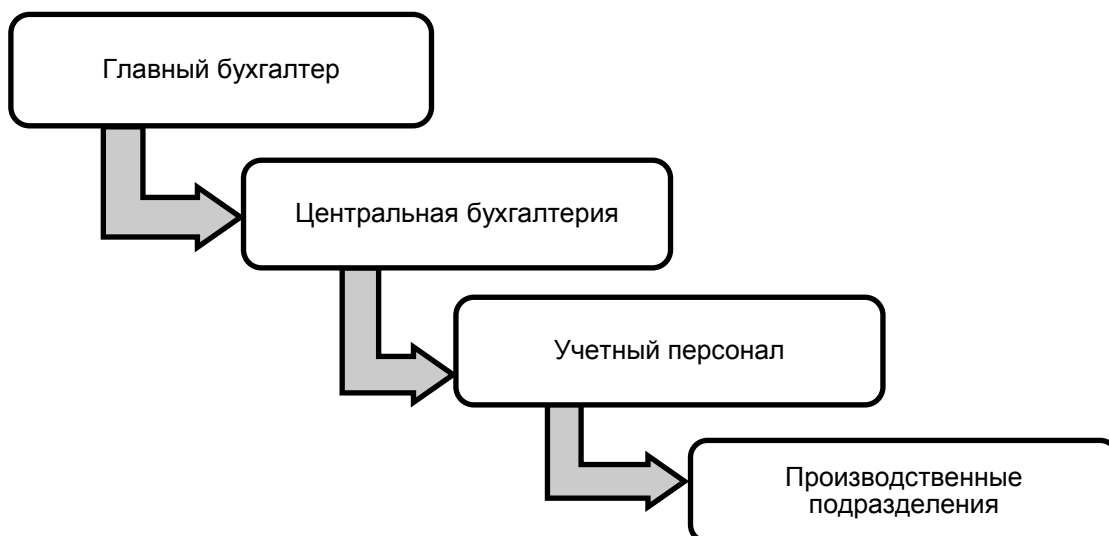 Главный бухгалтер
Центральная бухгалтерия
Учетный персонал
Производственные
подразделения